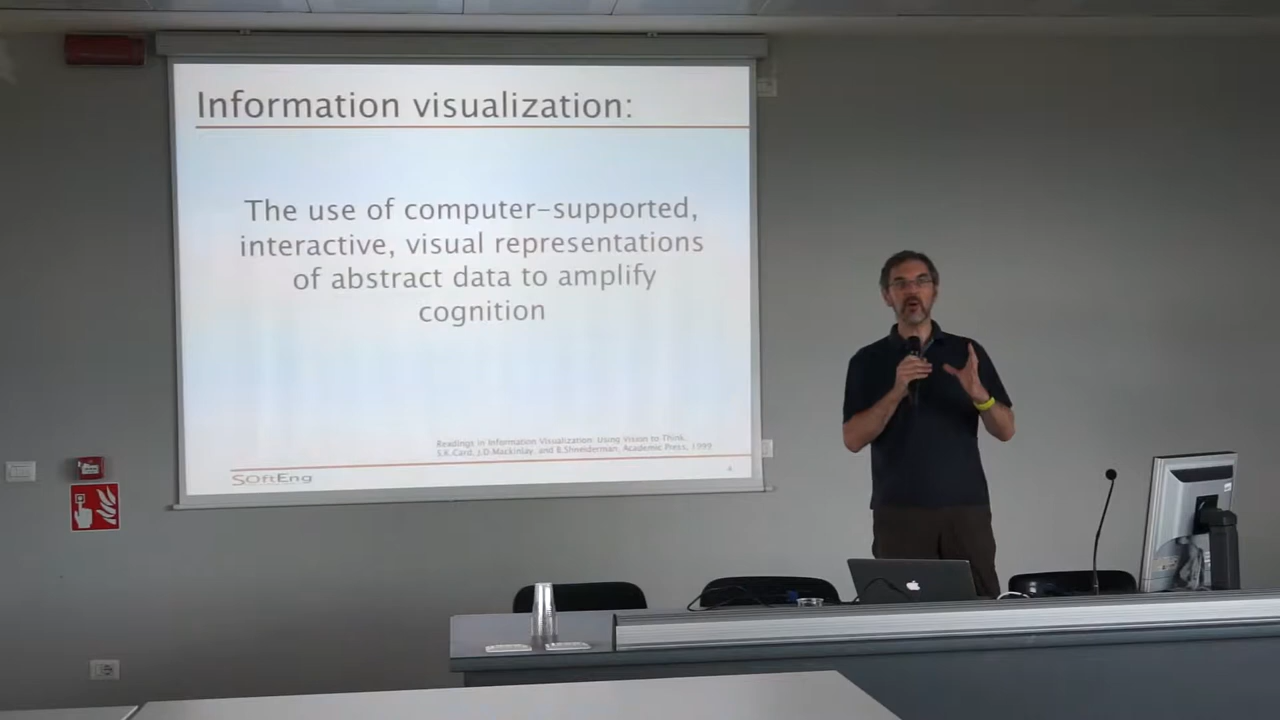 Information visualization:
The use of computer-supported,
interactive, visual representations
of abstract data to amplify
cognition
Readings in Information Visualization: Using Vision to Think,
S.K.Card, J.D.Mackinlay, and B.Shneiderman, Academic Press, 1999
SOftEng
4